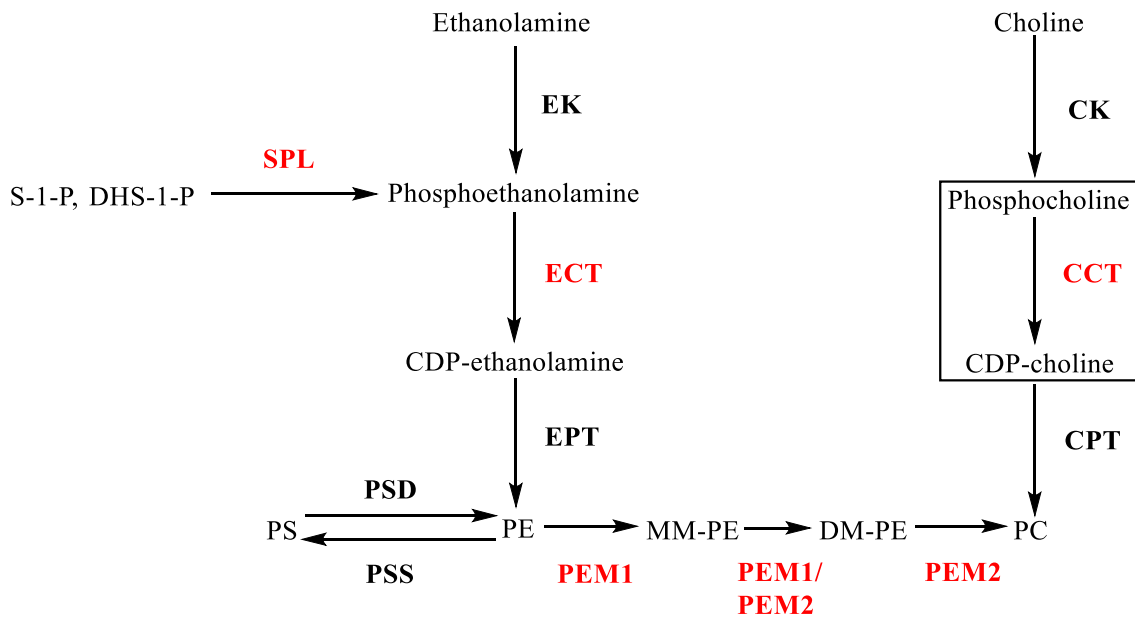 Ethanolamine
Choline
EK
CK
SPL
S-1-P, DHS-1-P
Phosphoethanolamine
Phosphocholine
ECT
CCT
CDP-ethanolamine
CDP-choline
EPT
CPT
PSD
PS
PE
MM-PE
DM-PE
PC
PSS
PEM1
PEM1/
PEM2
PEM2